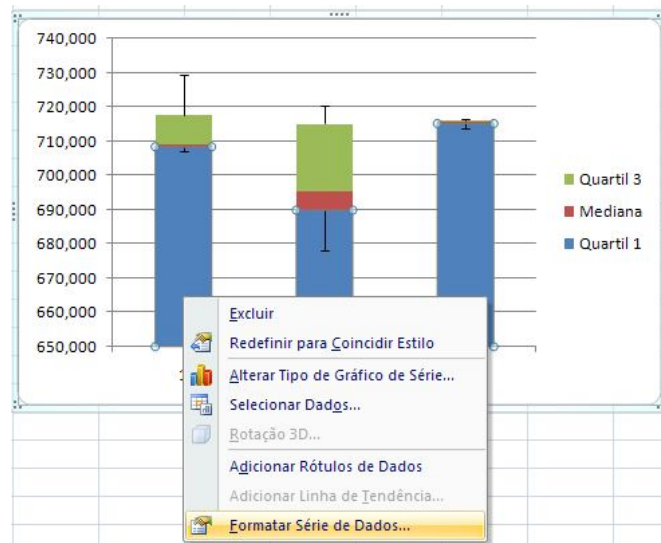 740,000
730,000
720,000
710,000
700,000
690,000
680,000
670,000
660,000
650,000
Quartil 3
Mediana
Quartil 1
Excluir
Redefinir para Coincidir Estilo
Alterar Tipo de Gráfico de Série...
Selecionar Dados...
Rotação 3D...
Adicionar Rótulos de Dados
Adicionar Linha de Tendência...
Formatar Série de Dados...